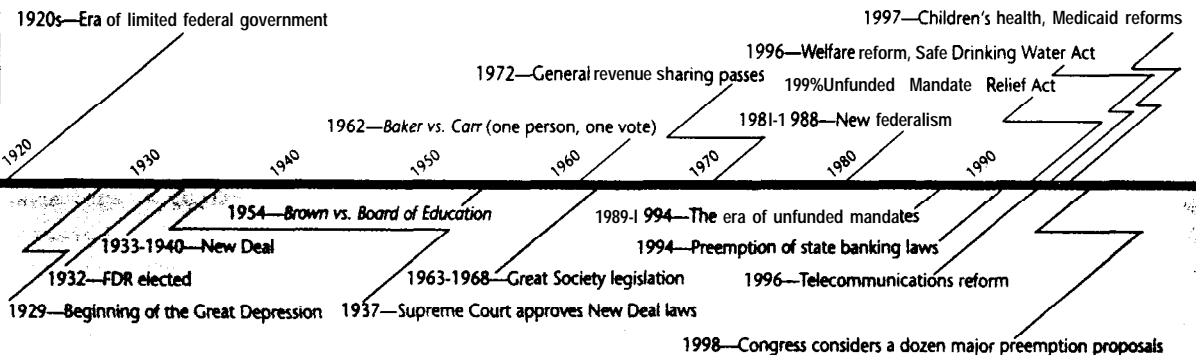 1920s—Era of limited federal government
1997—Children's health, Medicaid reforms
1996—Welfare reform, Safe Drinking Water Act
1972—General revenue sharing passes
199%Unfunded Mandate Relief Act
1962—Baker vs. Carr (one person, one vote)
1981-1 988—New federalism
1920
1930
1940
1950
1960
1970
1980
1990
1954—Brown vs. Board of Education
1989-I 994—The era of unfunded mandates
1933-1940—New Deal
1994—Preemption of state banking laws
1932—FDR elected
1963-1968—Great Society legislation
1996—Telecommunications reform
1929—Beginning of the Great Depression
1937—Supreme Court approves New Deal laws
1998—Congress considers a dozen major preemption proposals